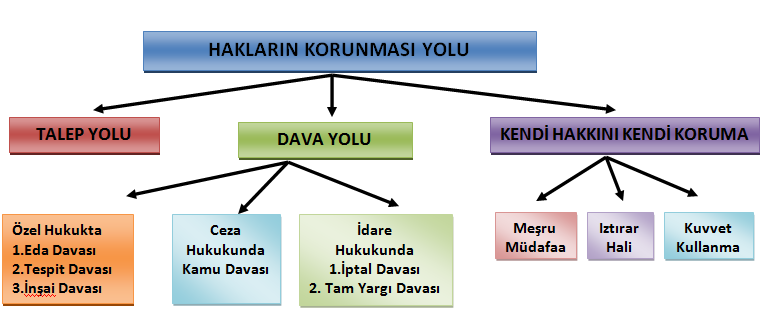 HAKLARIN KORUNMASI YOLU
TALEP YOLU
DAVA YOLU
KENDİ HAKKINI KENDİ KORUMA
Özel Hukukta
1.Eda Davası
2.Tespit Davası
3.İnşai Davası
Ceza
Hukukunda
Kamu Davası
İdare
Hukukunda
1.İptal Davası
2. Tam Yargı Davası
Meşru
Müdafaa
Iztırar
Hali
Kuvvet
Kullanma